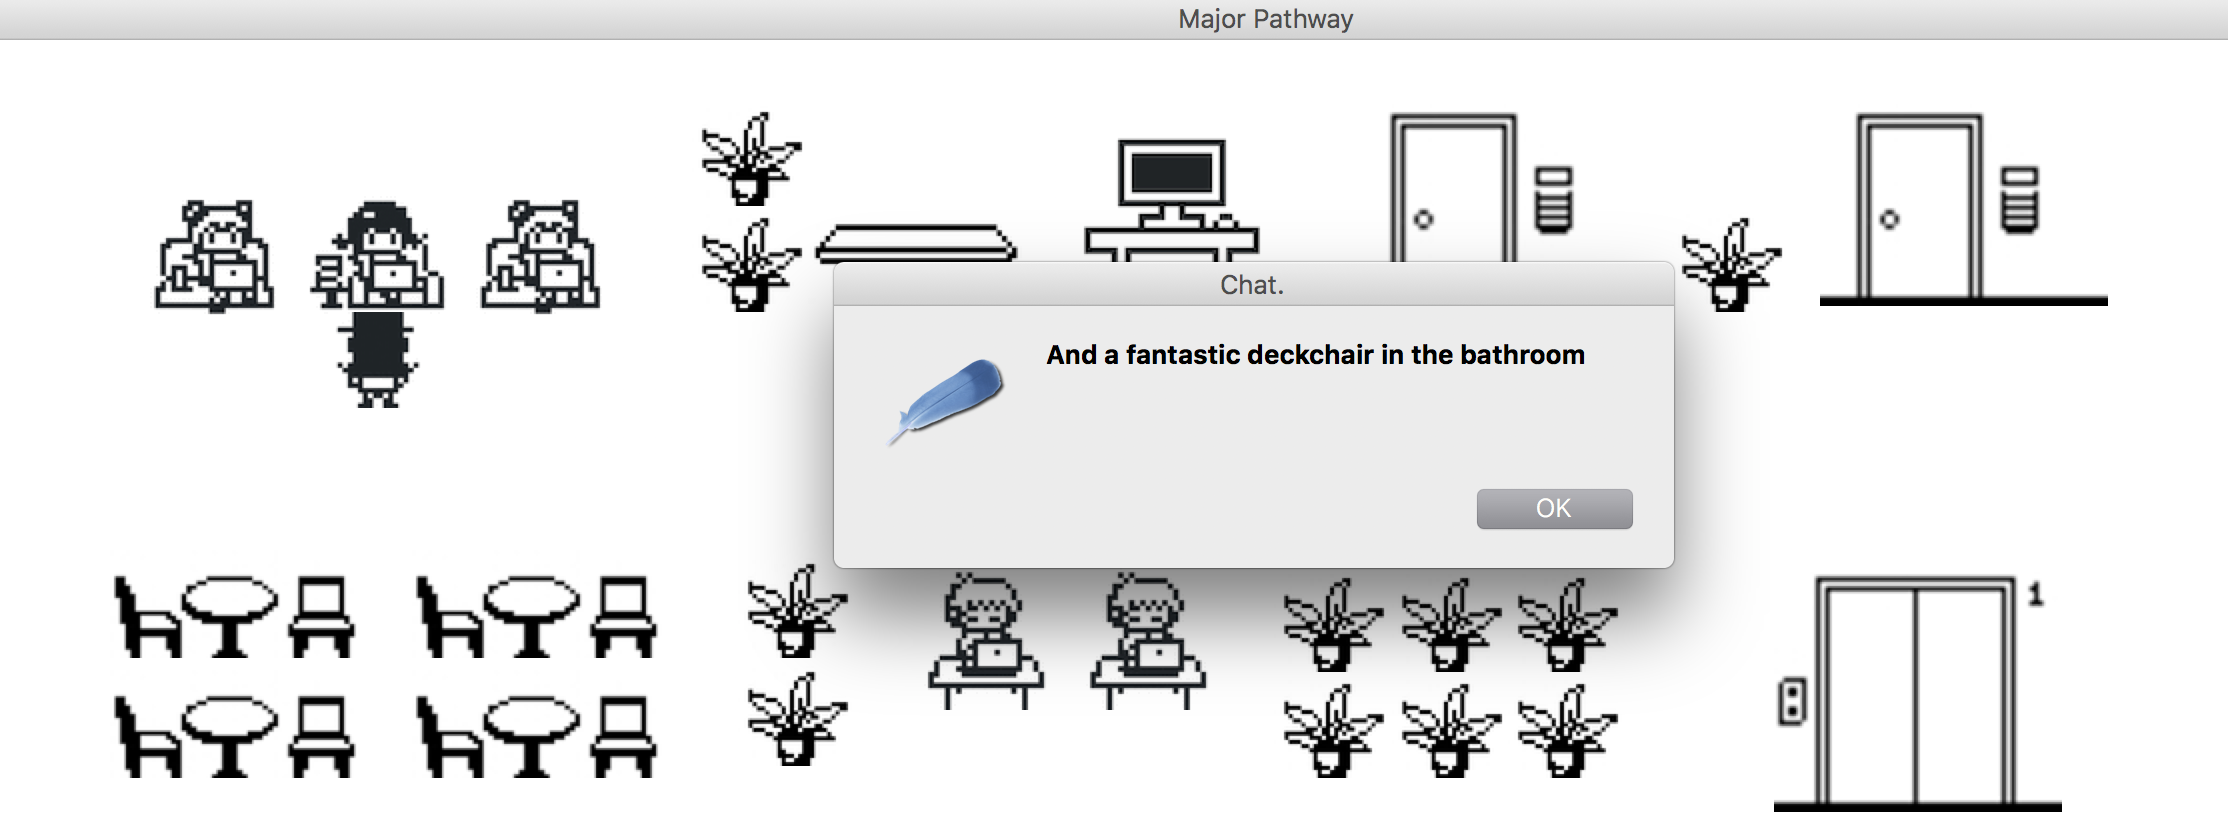 Major Pathway
Chat.
And a fantastic deckchair in the bathroom
OK
1